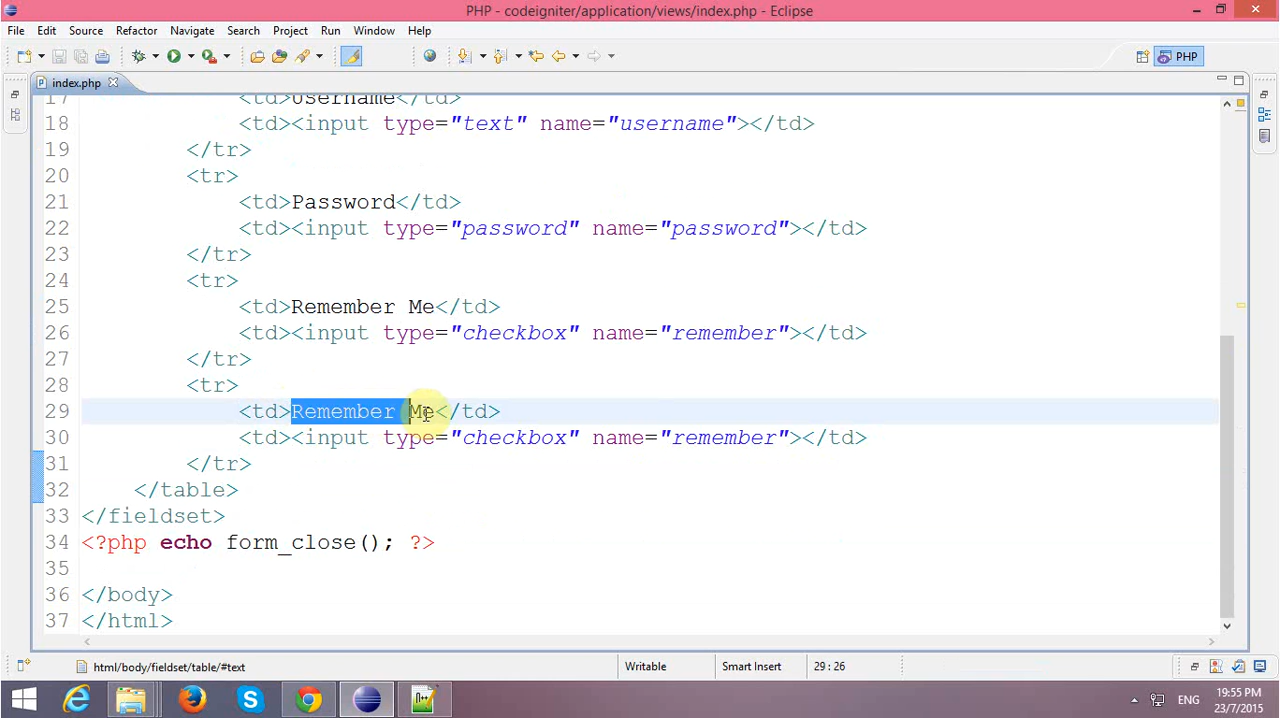 PHP - codeigniter/application/views/index.php - Eclipse
File Edit Source Refactor Navigate Search Project Run Window Help
PHP
index.php
17 <td>Username</td>
18 <td><input type="text" name="username"></td>
19 </tr>
20 <tr>
21 <td>Password</td>
22 <td><input type="password" name="password"></td>
23 </tr>
24 <tr>
25 <td>Remember Me</td>
26 <td><input type="checkbox" name="remember"></td>
27 </tr>
28 <tr>
29 <td>Remember Me</td>
30 <td><input type="checkbox" name="remember"></td>
31 </tr>
32 </table>
33 </fieldset>
34 <?php echo form_close(); ?>
35
36 </body>
37 </html>
html/body/fieldset/table/#text Writable Smart Insert 29 : 26
ENG 19:55 PM
23/7/2015